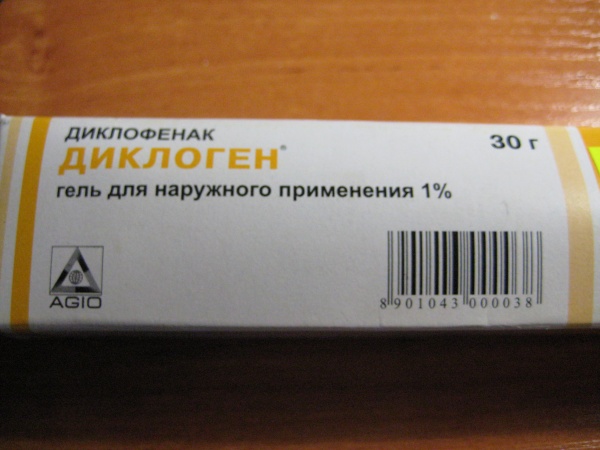 ДИКЛОФЕНАК
ДИКЛОГЕН®
30 г
гель для наружного применения 1%
AGIO
8 901043 000038